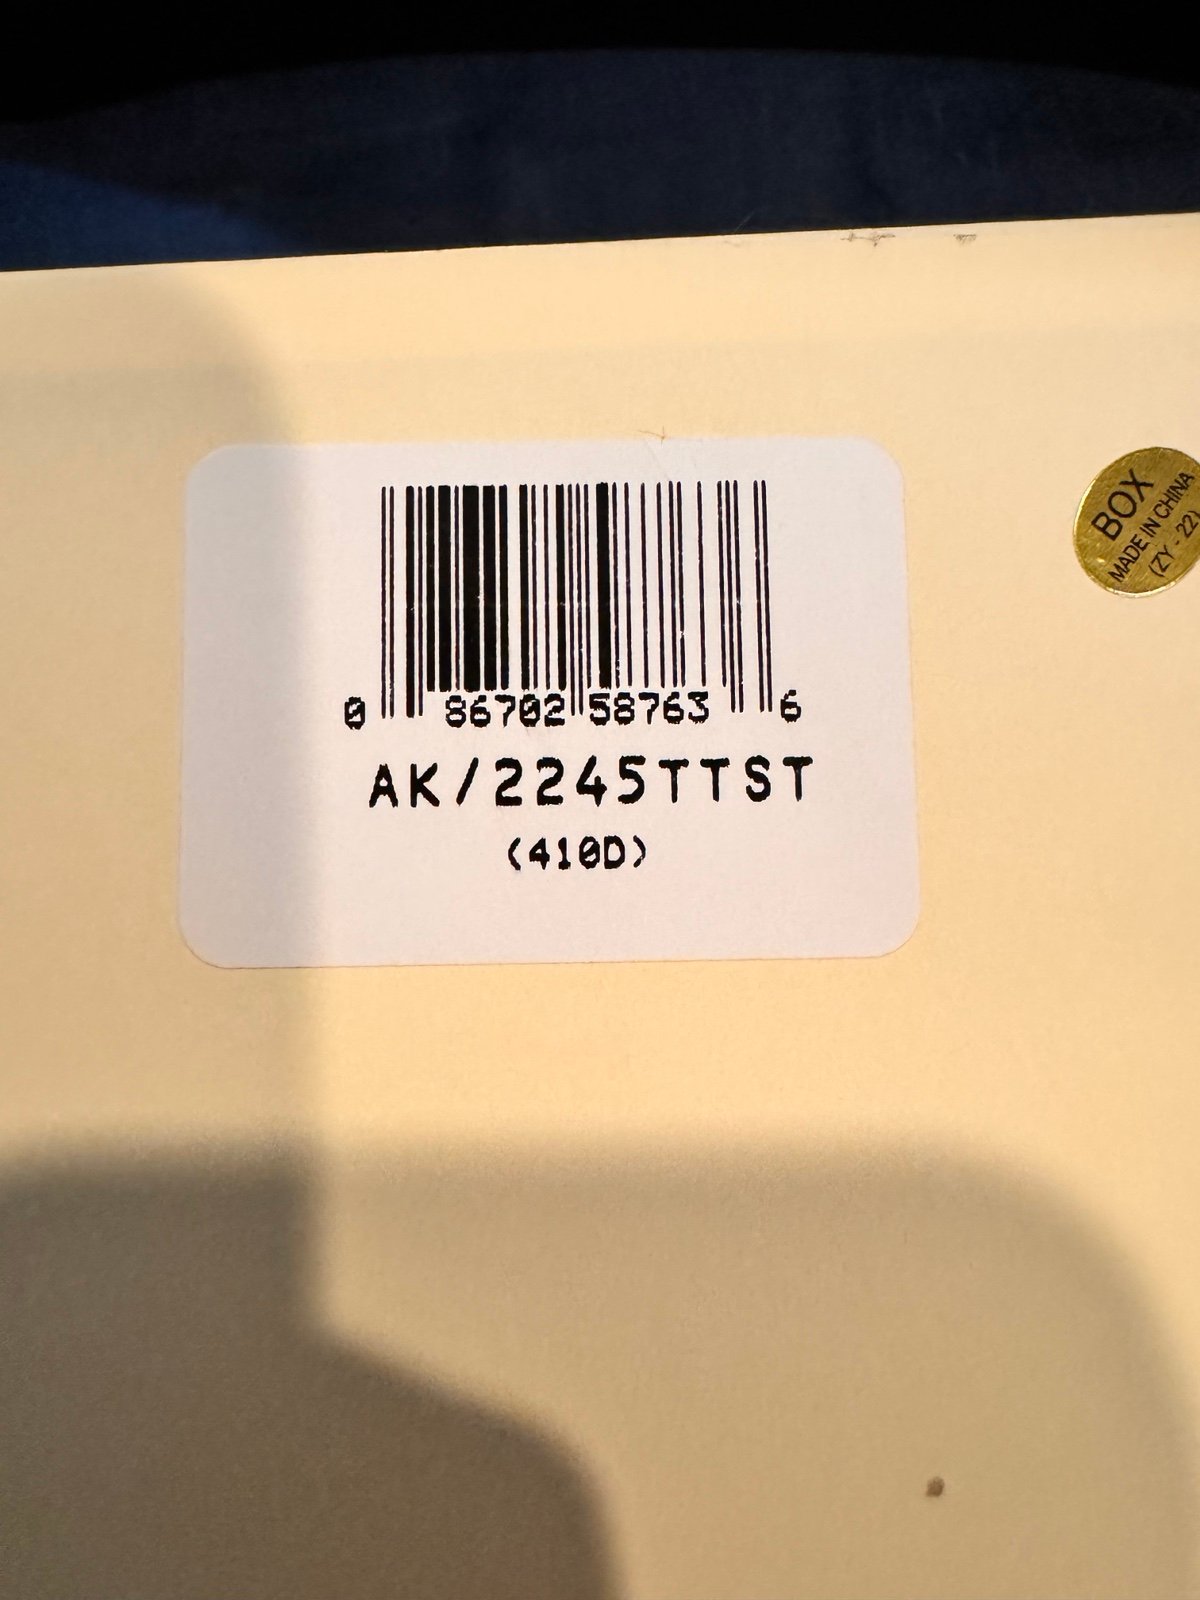 0 86702 58763 6
AK/2245TTST
(410D)
BOX
MADE IN CHINA
(ZY - 22)